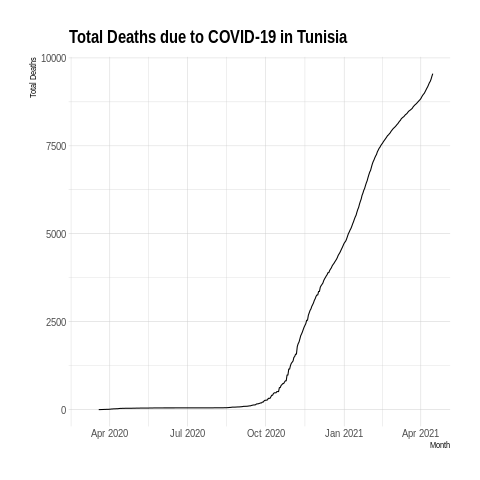 Total Deaths due to COVID-19 in Tunisia
Total Deaths
10000
7500
5000
2500
0
Apr 2020 Jul 2020 Oct 2020 Jan 2021 Apr 2021
Month